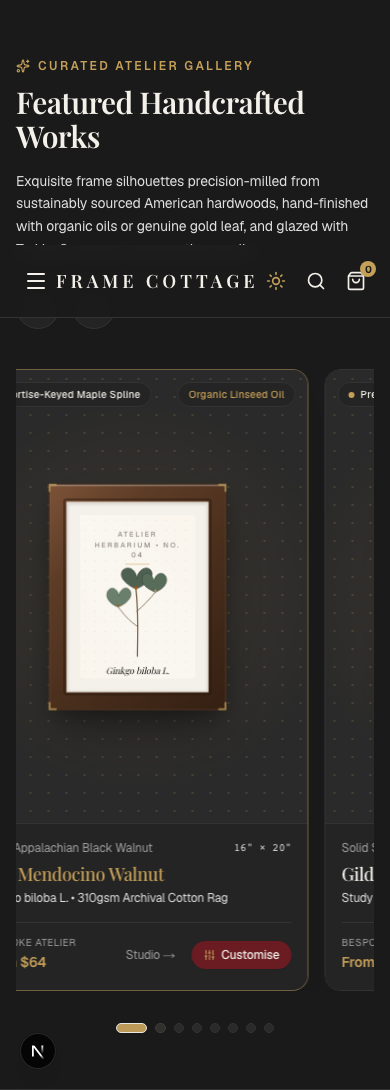 CURATED ATELIER GALLERY
Featured Handcrafted
Works
Exquisite frame silhouettes precision-milled from
sustainably sourced American hardwoods, hand-finished
with organic oils or genuine gold leaf, and glazed with
FRAME COTTAGE
0
ortise-Keyed Maple Spline
Organic Linseed Oil
Pre
ATELIER
HERBARIUM • NO.
04
Ginkgo biloba L.
Appalachian Black Walnut
16" × 20"
Solid S
Mendocino Walnut
Gild
o biloba L. • 310gsm Archival Cotton Rag
Study
OKE ATELIER
$64
Studio →
Customise
BESPO
From
N